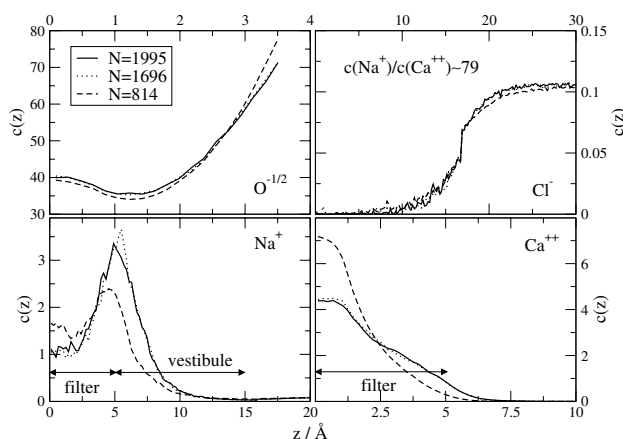 0 1 2 3 4
0 10 20 30
80
70
60
50
40
30
c(z)
N=1995
N=1696
N=814
O-1/2
c(Na+)/c(Ca++)~79
Cl-
0.15
0.1
0.05
0
c(z)
3
2
1
0
c(z)
Na+
vestibule
filter
Ca++
filter
6
4
2
0
c(z)
0 5 10 15 20
2.5 5 7.5 10
z / Å
z / Å